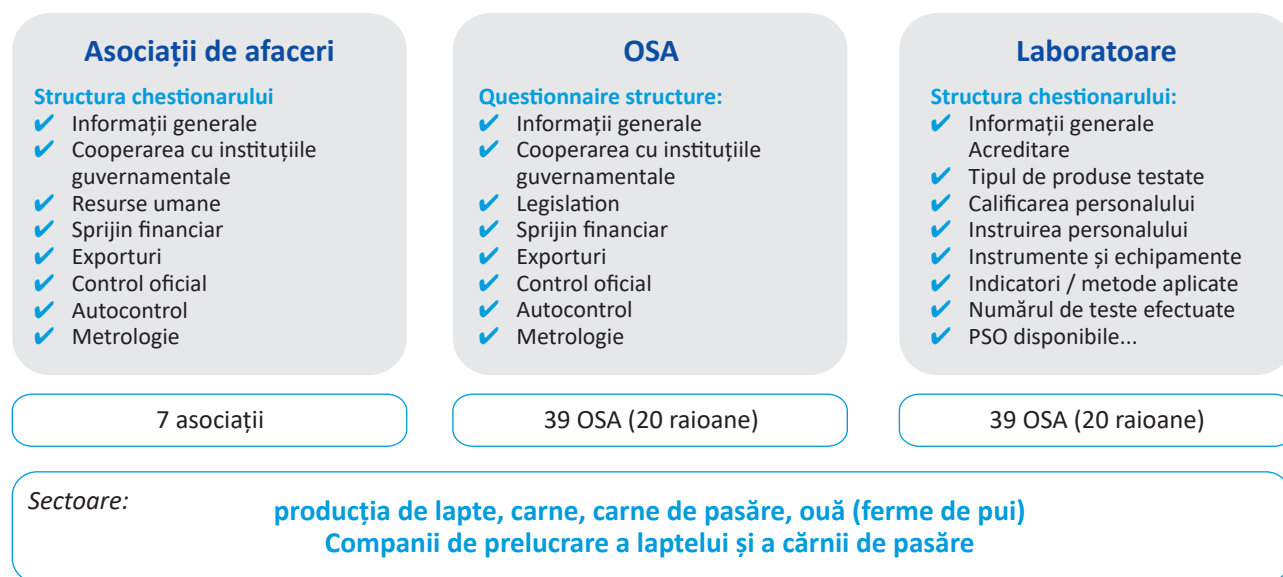 Asociații de afaceri
Structura chestionarului
✔ Informații generale
✔ Cooperarea cu instituțiile
guvernamentale
✔ Resurse umane
✔ Sprijin financiar
✔ Exporturi
✔ Control oficial
✔ Autocontrol
✔ Metrologie
7 asociații
OSA
Questionnaire structure:
✔ Informații generale
✔ Cooperarea cu instituțiile
guvernamentale
✔ Legislation
✔ Sprijin financiar
✔ Exporturi
✔ Control oficial
✔ Autocontrol
✔ Metrologie
39 OSA (20 raioane)
Laboratoare
Structura chestionarului:
✔ Informații generale
Acreditare
✔ Tipul de produse testate
✔ Calificarea personalului
✔ Instruirea personalului
✔ Instrumente și echipamente
✔ Indicatori / metode aplicate
✔ Numărul de teste efectuate
✔ PSO disponibile...
39 OSA (20 raioane)
Sectoare:
producția de lapte, carne, carne de pasăre, ouă (ferme de pui)
Companii de prelucrare a laptelui și a cărnii de pasăre